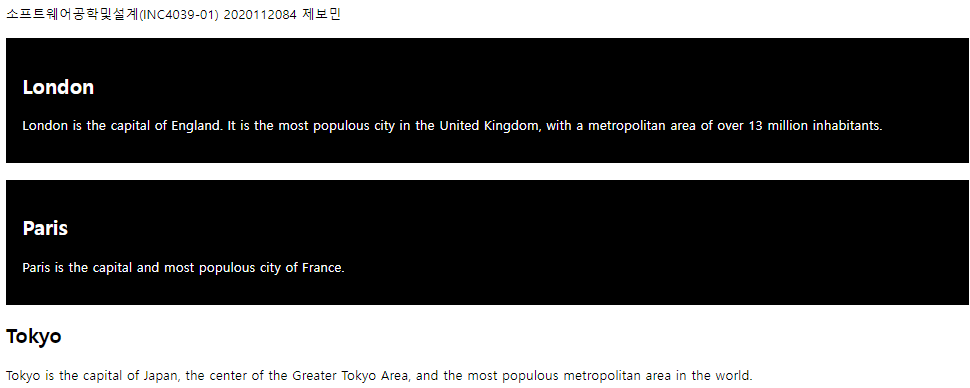 소프트웨어공학및설계(INC4039-01) 2020112084 제보민
London
London is the capital of England. It is the most populous city in the United Kingdom, with a metropolitan area of over 13 million inhabitants.
Paris
Paris is the capital and most populous city of France.
Tokyo
Tokyo is the capital of Japan, the center of the Greater Tokyo Area, and the most populous metropolitan area in the world.